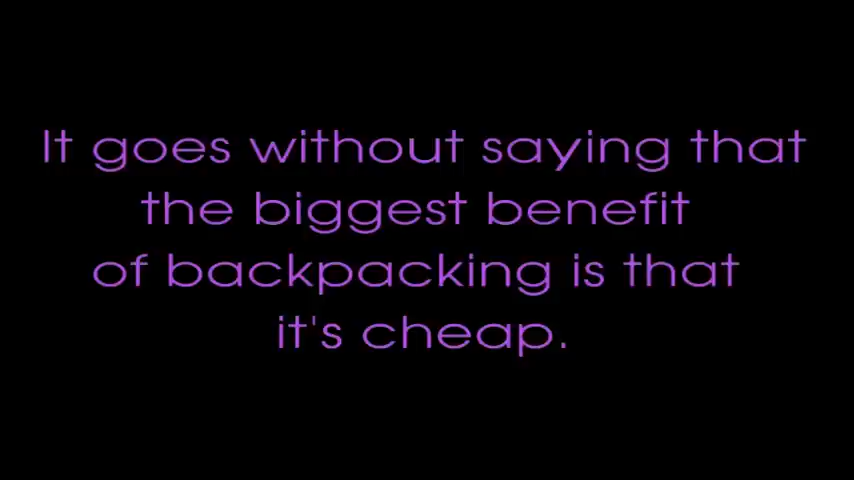 It goes without saying that
the biggest benefit
of backpacking is that
it's cheap.